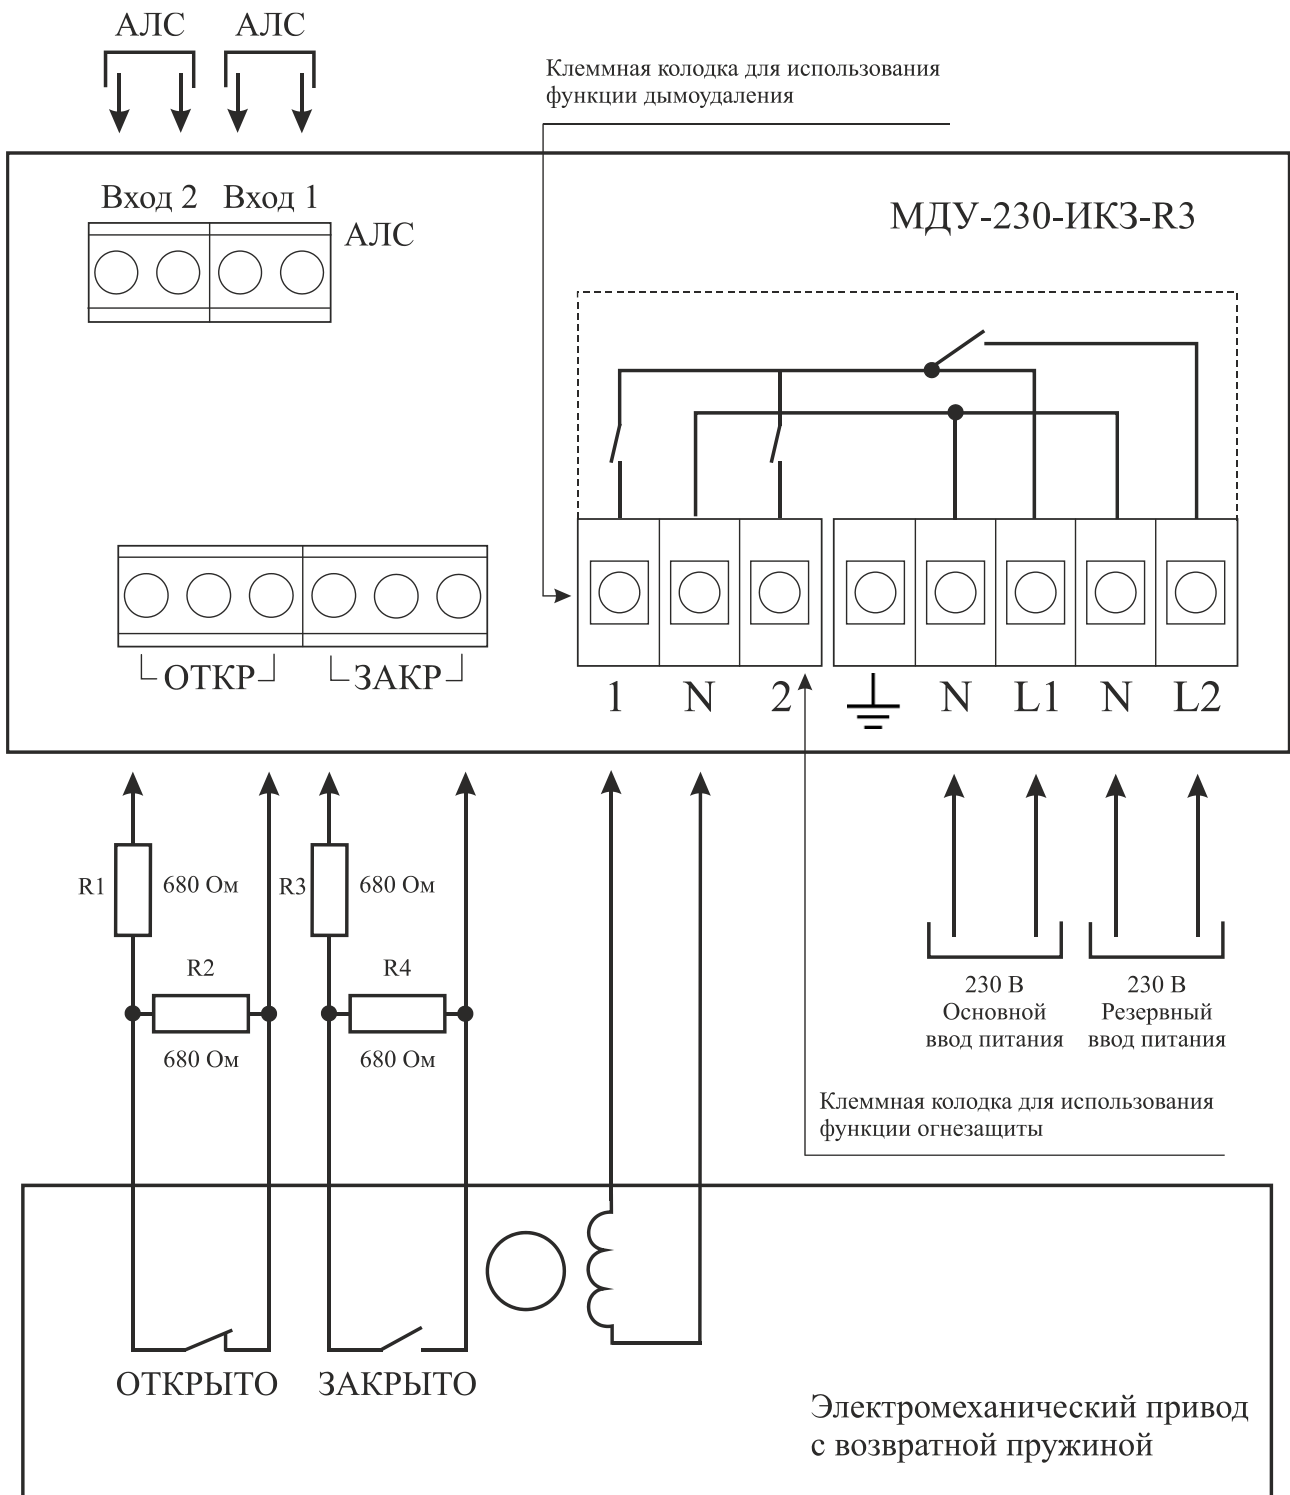 АЛС АЛС
Клеммная колодка для использования
функции дымоудаления
Вход 2 Вход 1
АЛС
МДУ-230-ИКЗ-R3
ОТКР ЗАКР
1 N 2 N L1 N L2
R1 680 Ом R3 680 Ом
R2 R4
680 Ом 680 Ом
230 В
Основной
ввод питания
230 В
Резервный
ввод питания
Клеммная колодка для использования
функции огнезащиты
ОТКРЫТО ЗАКРЫТО
Электромеханический привод
с возвратной пружиной